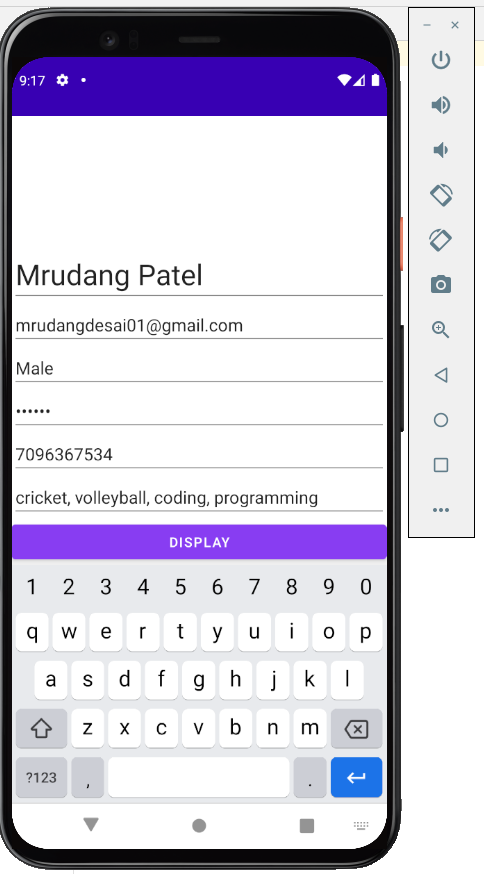 9:17
Mrudang Patel
mrudangdesai01@gmail.com
Male
••••••
7096367534
cricket, volleyball, coding, programming
DISPLAY
1 2 3 4 5 6 7 8 9 0
q w e r t y u i o p
a s d f g h j k l
z x c v b n m
?123 , .